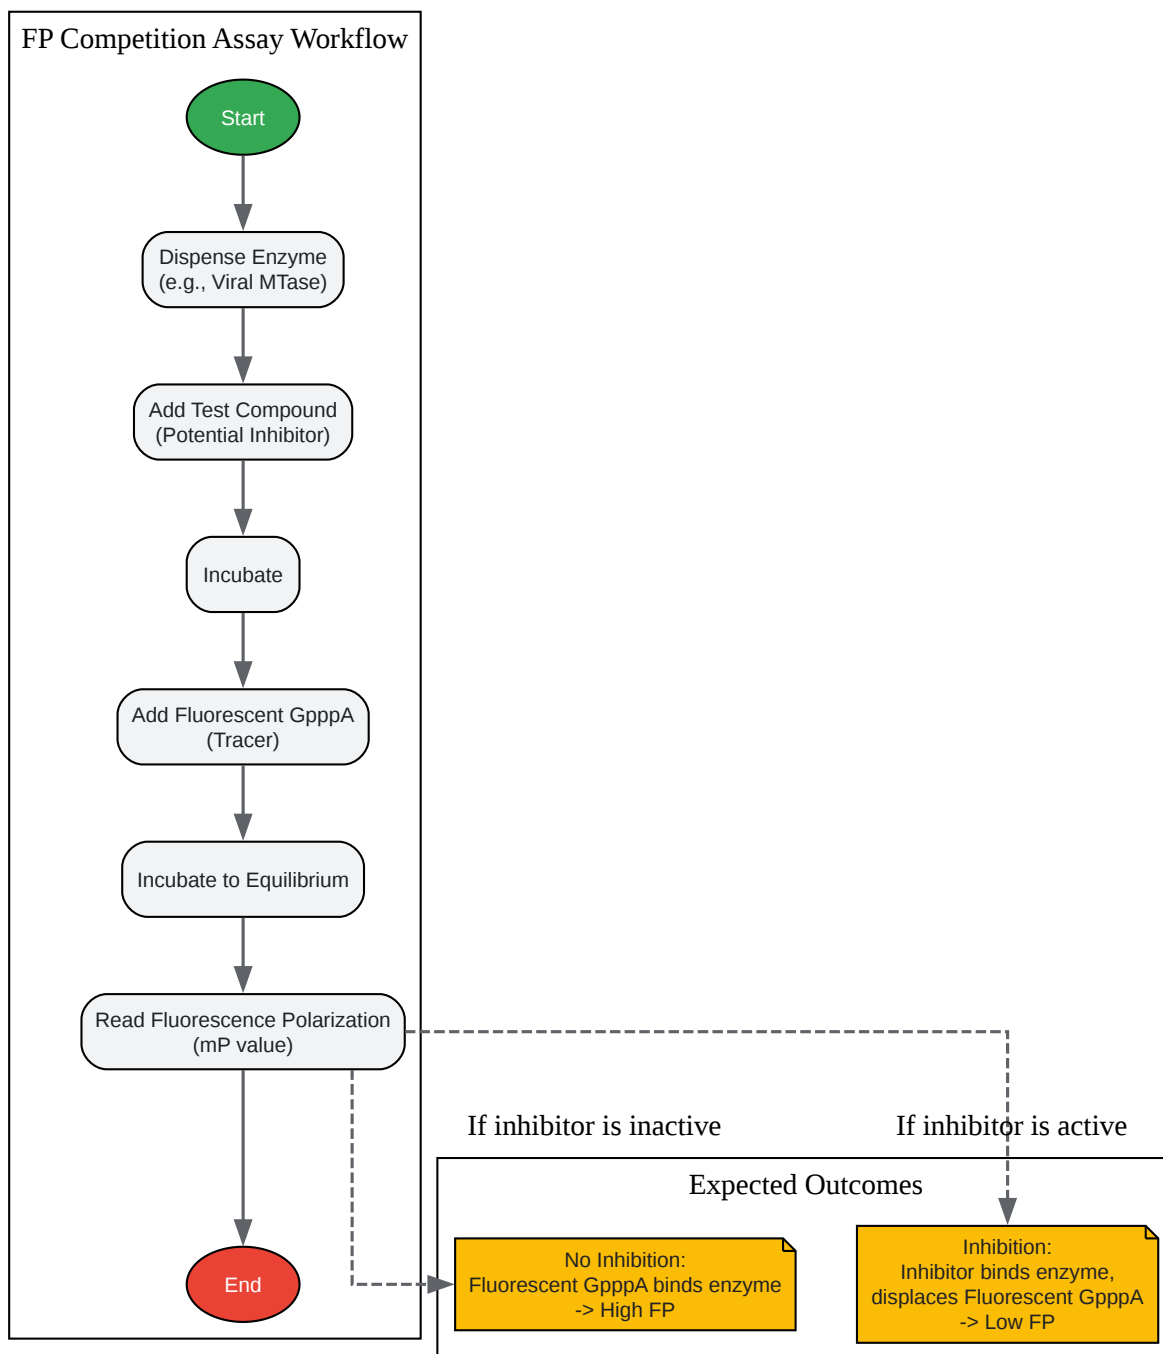 FP Competition Assay Workflow
Start
Dispense Enzyme
(e.g., Viral MTase)
Add Test Compound
(Potential Inhibitor)
Incubate
Add Fluorescent GpppA
(Tracer)
Incubate to Equilibrium
Read Fluorescence Polarization
(mP value)
If inhibitor is inactive
If inhibitor is active
Expected Outcomes
No Inhibition:
Fluorescent GpppA binds enzyme
-> High FP
Inhibition:
Inhibitor binds enzyme,
displaces Fluorescent GpppA
-> Low FP
End